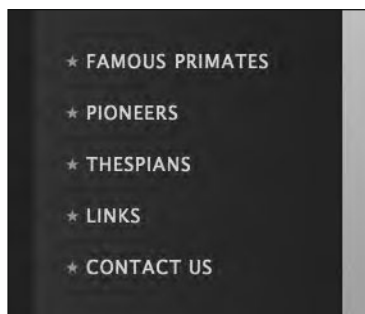 ★ FAMOUS PRIMATES
★ PIONEERS
★ THESPIANS
★ LINKS
★ CONTACT US